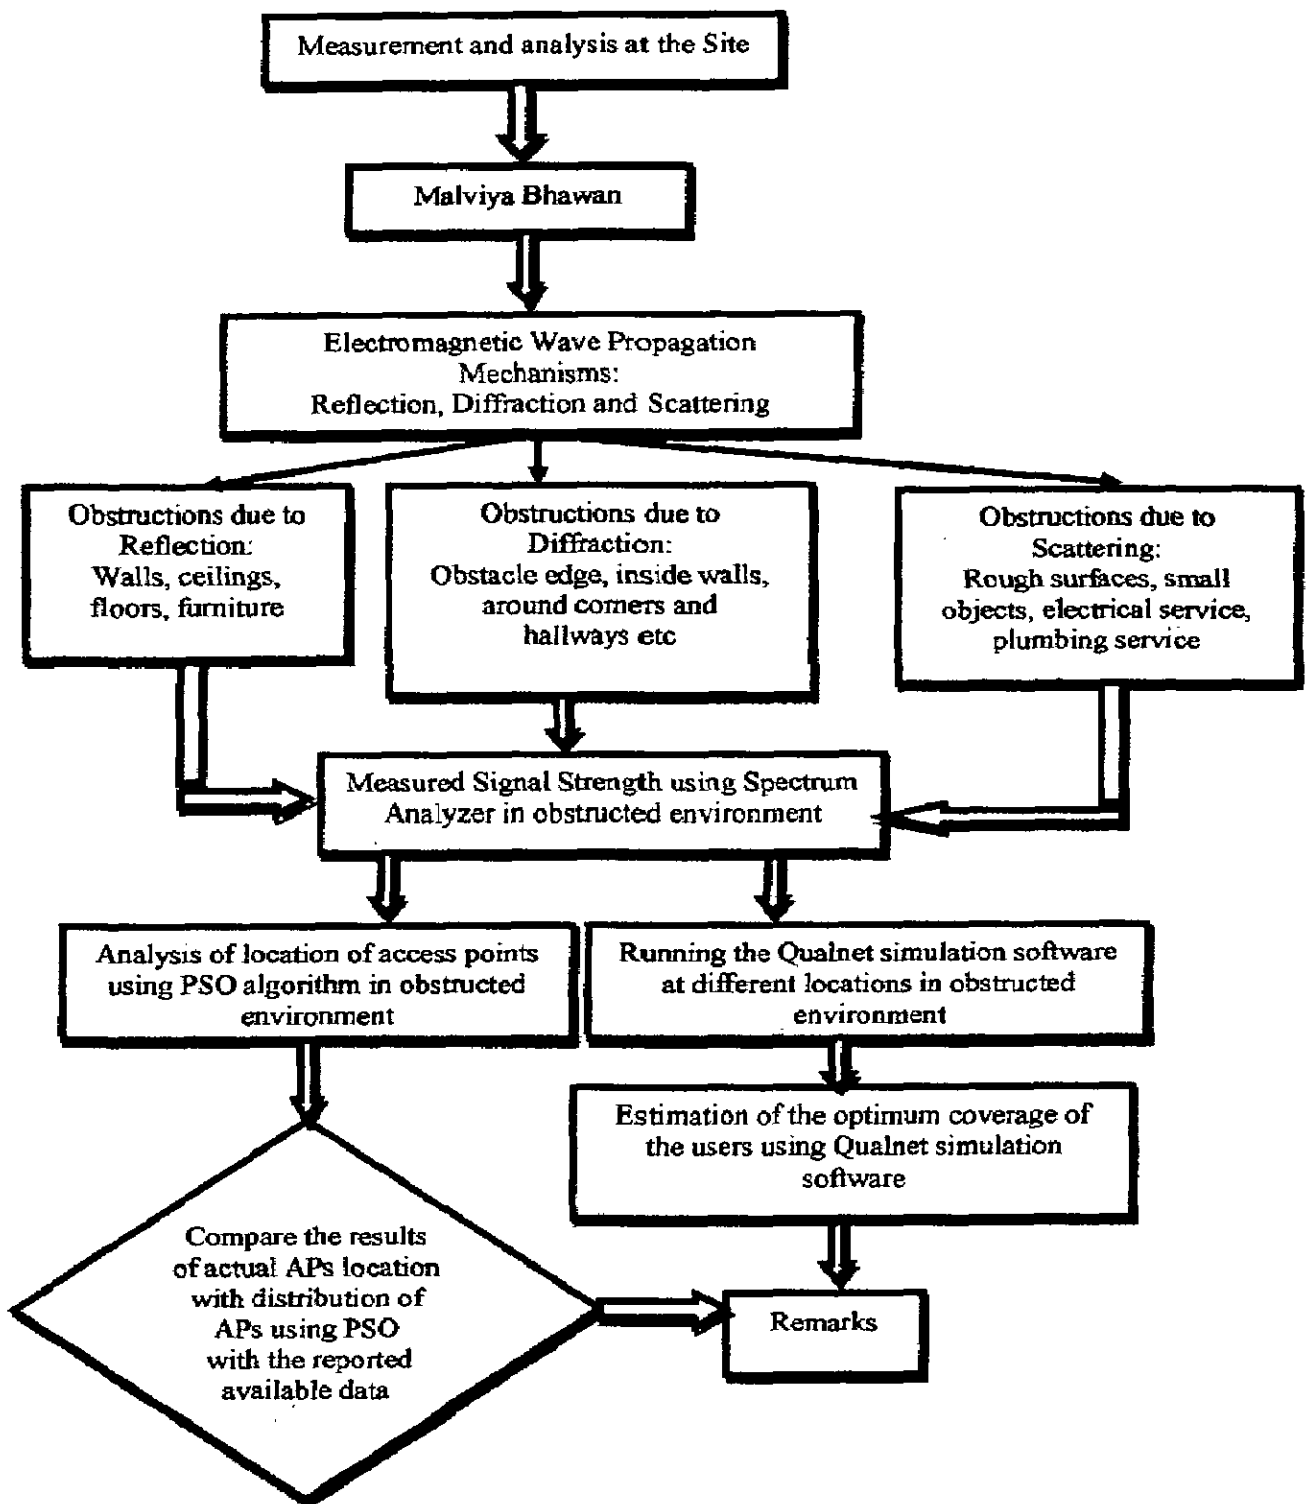 Measurement and analysis at the Site
Malviya Bhawan
Electromagnetic Wave Propagation
Mechanisms:
Reflection, Diffraction and Scattering
Obstructions due to
Reflection:
Walls, ceilings,
floors, furniture
Obstructions due to
Diffraction:
Obstacle edge, inside walls,
around corners and
hallways etc
Obstructions due to
Scattering:
Rough surfaces, small
objects, electrical service,
plumbing service
Measured Signal Strength using Spectrum
Analyzer in obstructed environment
Analysis of location of access points
using PSO algorithm in obstructed
environment
Running the Qualnet simulation software
at different locations in obstructed
environment
Estimation of the optimum coverage of
the users using Qualnet simulation
software
Compare the results
of actual APs location
with distribution of
APs using PSO
with the reported
available data
Remarks